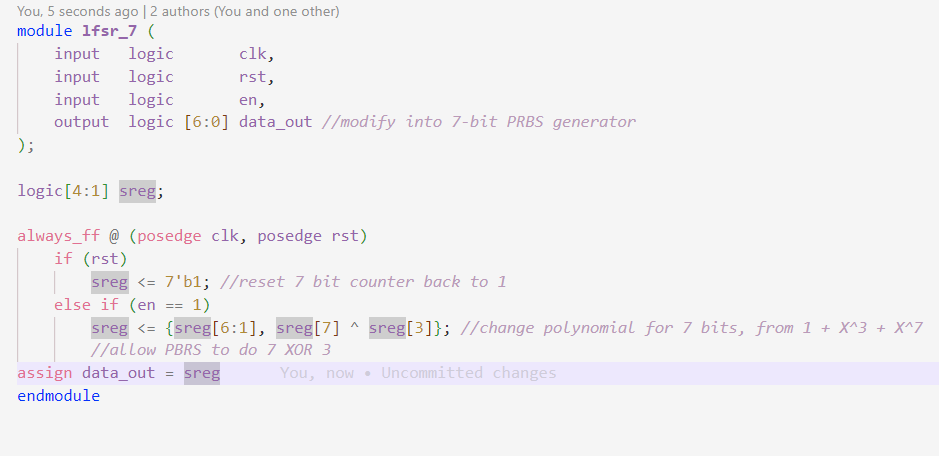 You, 5 seconds ago | 2 authors (You and one other)
module lfsr_7 (
    input   logic       clk,
    input   logic       rst,
    input   logic       en,
    output  logic [6:0] data_out //modify into 7-bit PRBS generator
);
logic[4:1] sreg;
always_ff @ (posedge clk, posedge rst)
    if (rst)
        sreg <= 7'b1; //reset 7 bit counter back to 1
    else if (en == 1)
        sreg <= {sreg[6:1], sreg[7] ^ sreg[3]}; //change polynomial for 7 bits, from 1 + X^3 + X^7
        //allow PBRS to do 7 XOR 3
assign data_out = sreg      You, now • Uncommitted changes
endmodule